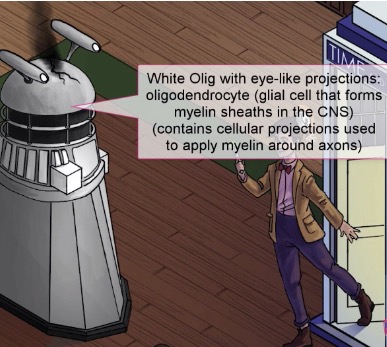 White Olig with eye-like projections:
oligodendrocyte (glial cell that forms
myelin sheaths in the CNS)
(contains cellular projections used
to apply myelin around axons)
TIME